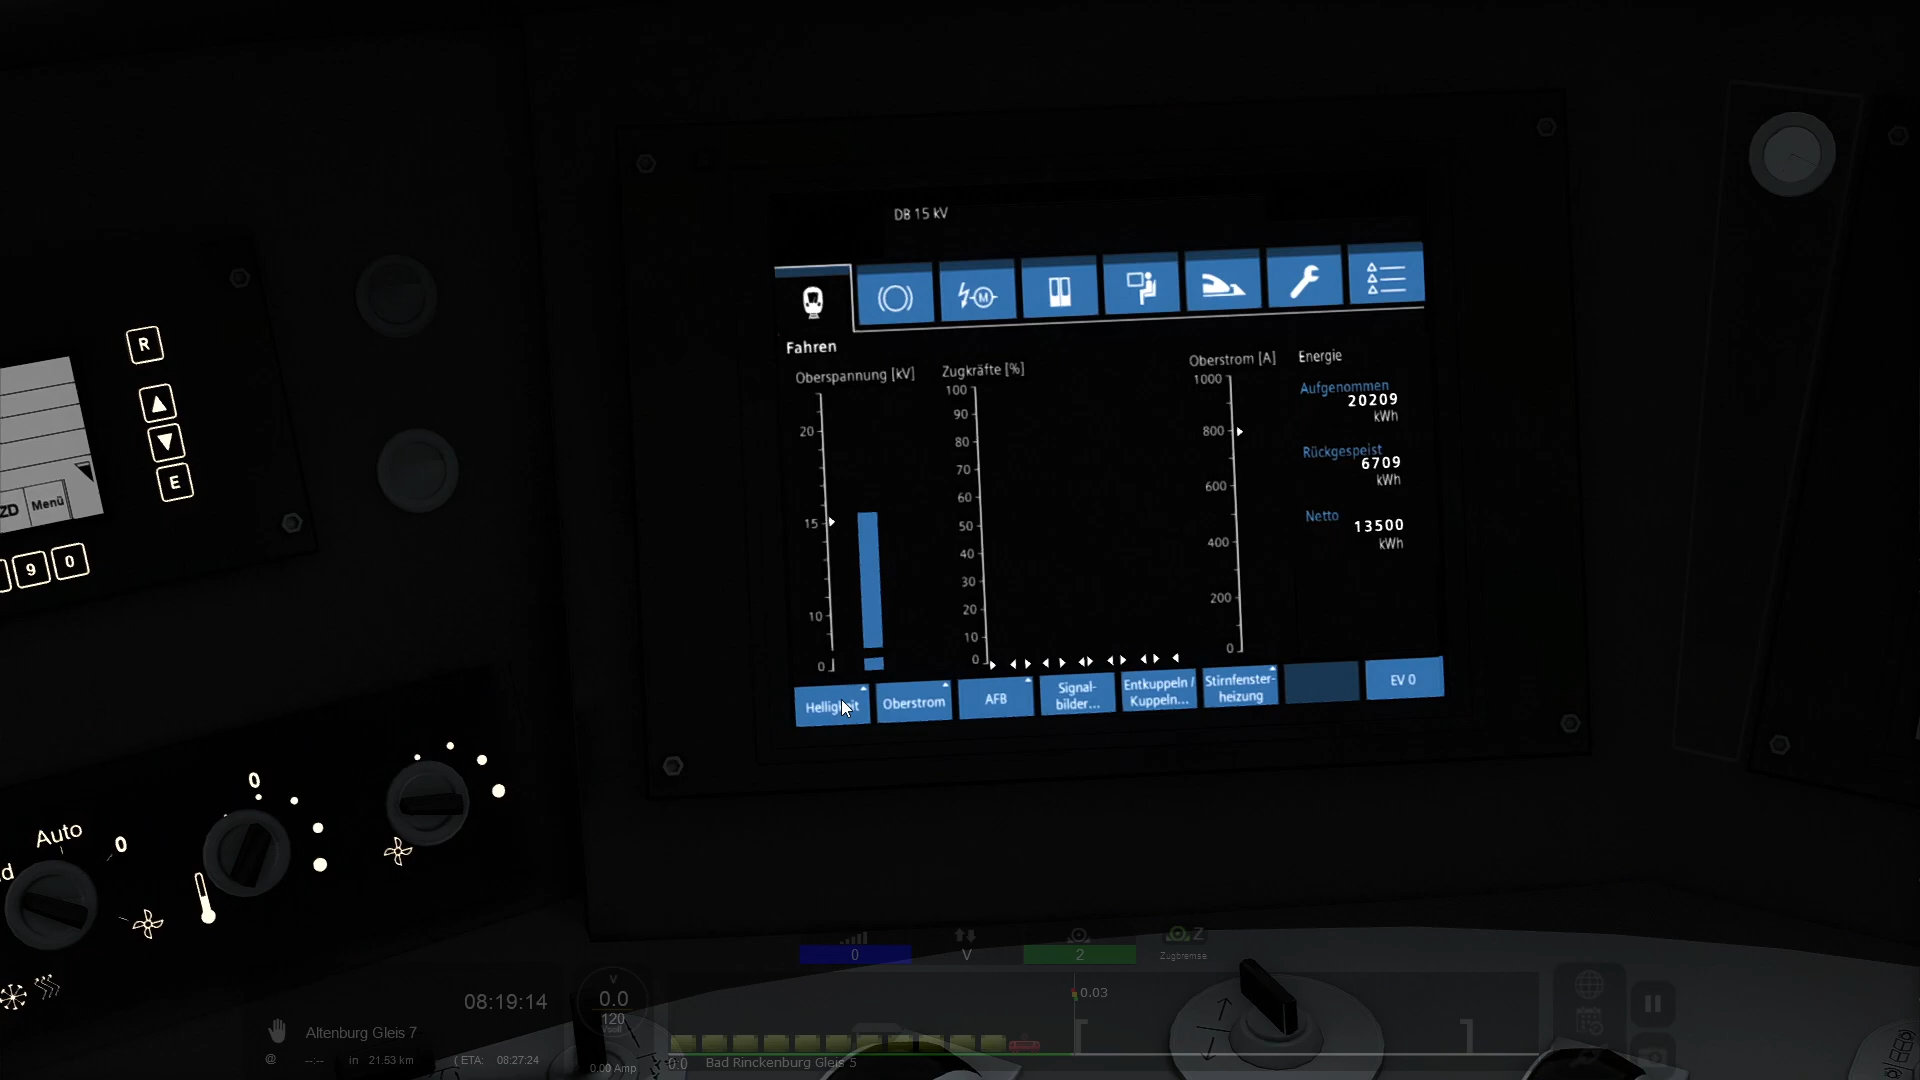 DB 15 kV
Fahren
Oberspannung [kV]
20
15
10
0
Zugkräfte [%]
100
90
80
70
60
50
40
30
20
10
0
Oberstrom [A]
1000
800
600
400
200
0
Energie
Aufgenommen
20209
kWh
Rückgespeist
6709
kWh
Netto
13500
kWh
Oberstrom
AFB
Signal-
bilder...
Entkuppeln /
Kuppeln...
Stirnfenster-
heizung
EV 0
R
E
ZD
Menü
9
0
M
0
Auto
0
0
V
2
Z
Zugbremse
08:19:14
V
0.0
120
Vsoll
0.03
Altenburg Gleis 7
@ --:-- in 21.53 km ( ETA: 08:27:24
0.00 Amp
0.0
Bad Rinckenburg Gleis 5